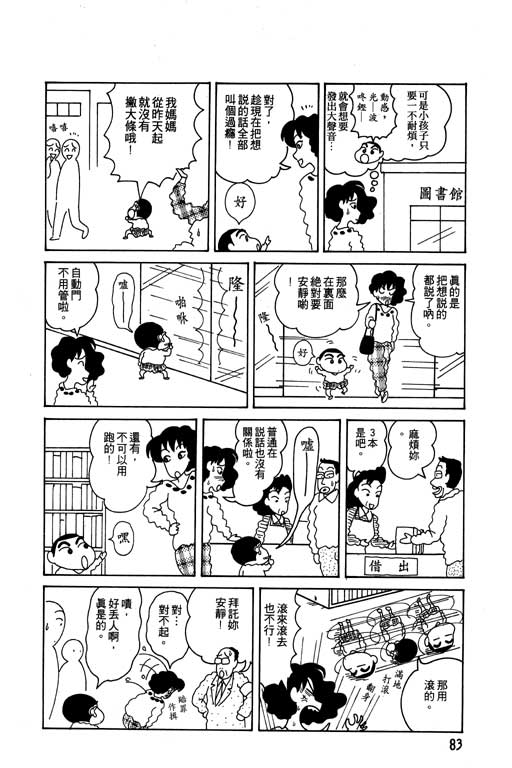 可是小孩子只
要一不耐煩，
動感，
光—波
咚鏗——
就會想要
發出大聲音…
圖書館
對了，
趁現在把想
說的話全部
叫個過癮！
好
我媽媽
從昨天起
就沒有
撇大條哦！
嘻嘻
真的是
把想說的
都說了吶。
那麼
在裏面
絕對要
安靜喲
！
好
隆—
隆—
啪
咻
噓——
自動門
不用管啦。
麻煩妳。
3本
是吧。
借出
噓——
普通在
說話也沒有
關係啦。
還有，
不可以用
跑的！
嘿
那用
滾的。
滿地
打滾
翻身
滾來滾去
也不行！
拜託妳
安靜！
對…
對不起。
賠罪
作揖
嘖，
好丟人啊，
真是的。
83